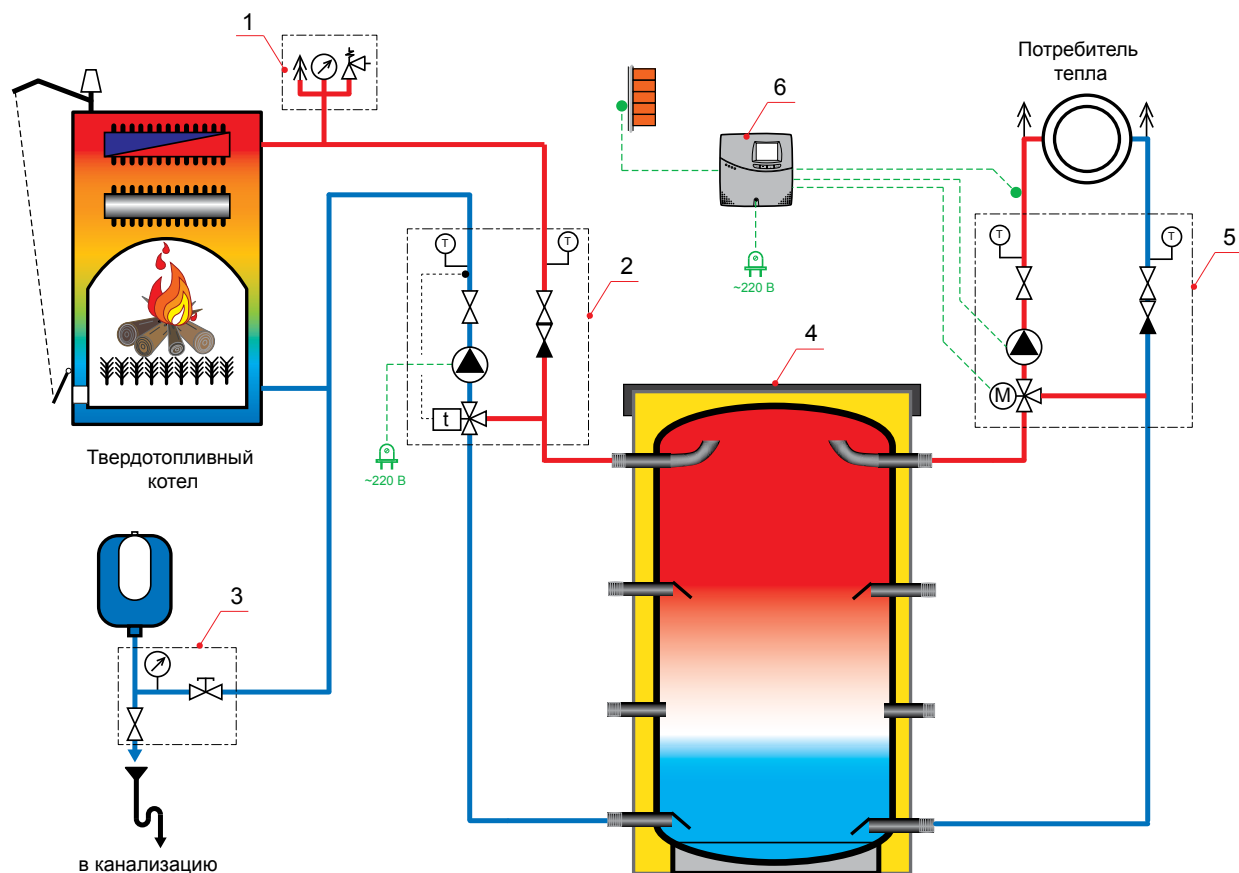 1
Потребитель
тепла
6
T
T
2
T
T
5
~220 В
4
t
M
Твердотопливный
котел
~220 В
3
в канализацию